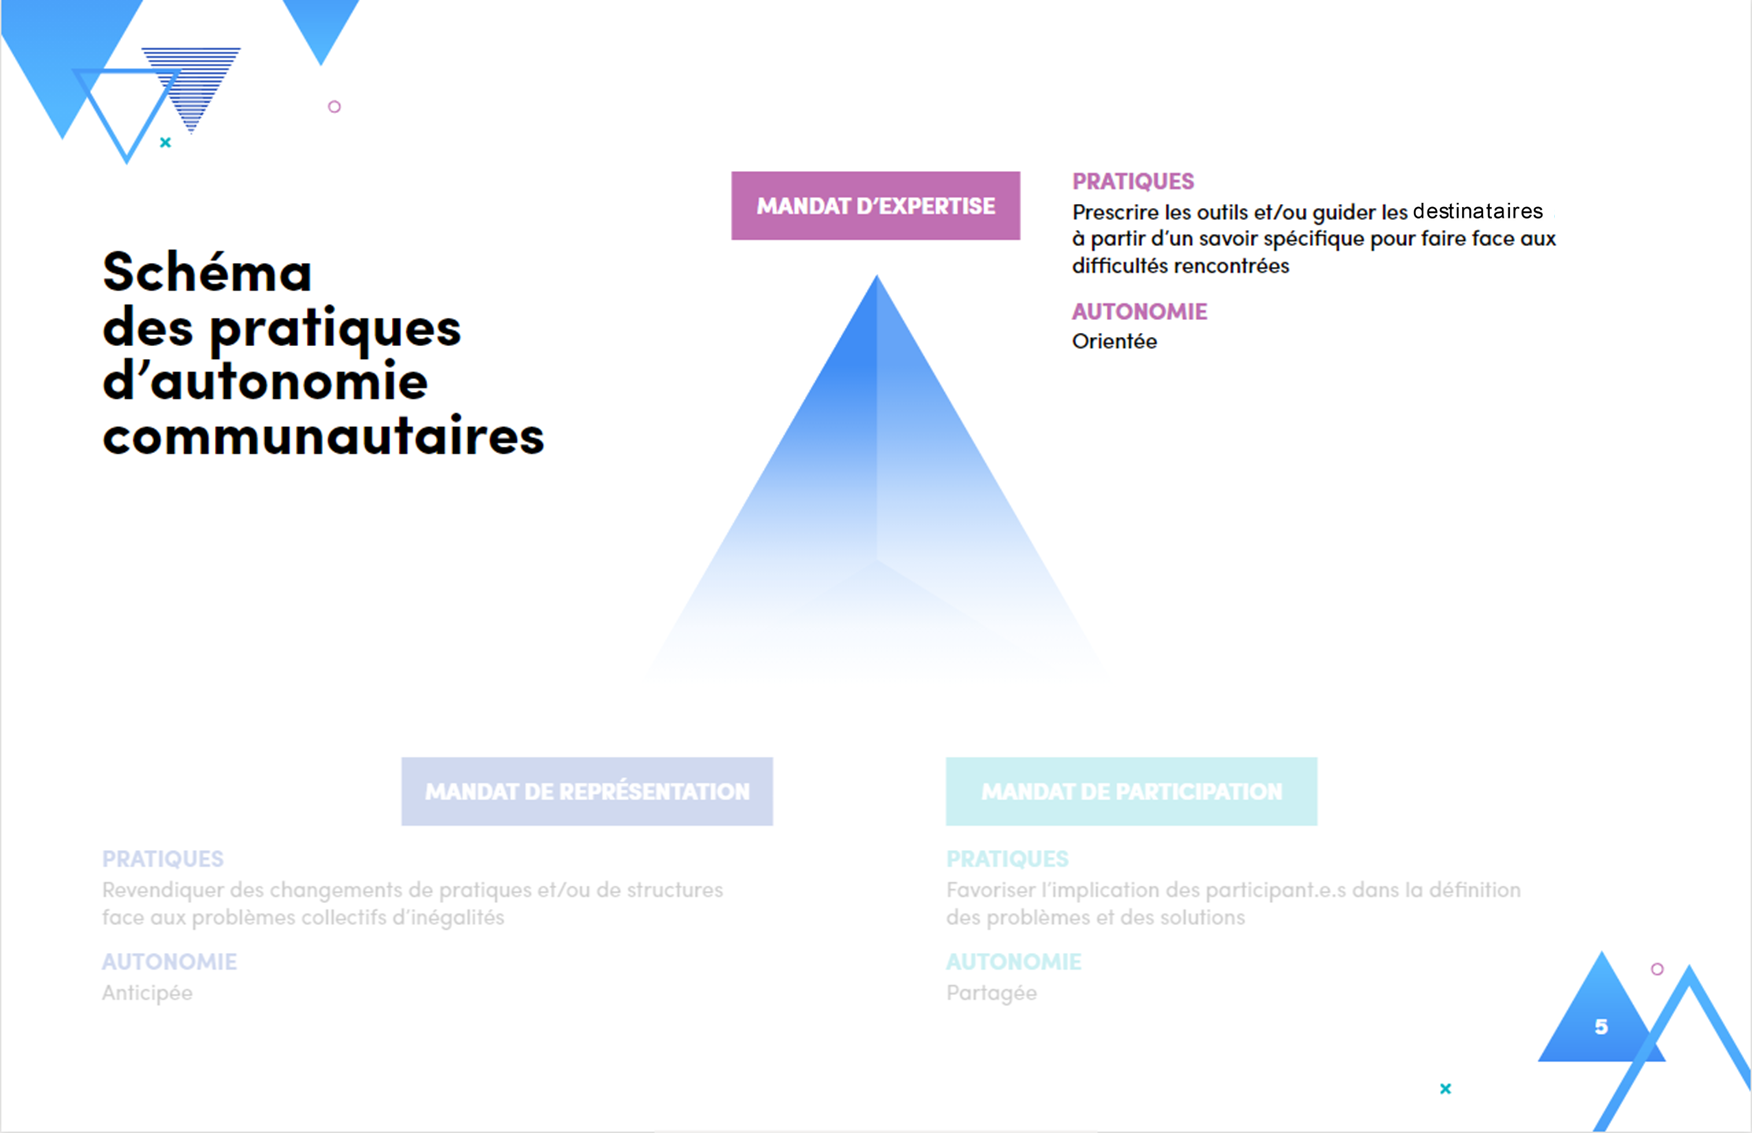 Schéma
des pratiques
d’autonomie
communautaires
MANDAT D’EXPERTISE
PRATIQUES
Prescrire les outils et/ou guider les destinataires
à partir d’un savoir spécifique pour faire face aux
difficultés rencontrées
AUTONOMIE
Orientée
MANDAT DE REPRÉSENTATION
PRATIQUES
Revendiquer des changements de pratiques et/ou de structures
face aux problèmes collectifs d’inégalités
AUTONOMIE
Anticipée
MANDAT DE PARTICIPATION
PRATIQUES
Favoriser l’implication des participant.e.s dans la définition
des problèmes et des solutions
AUTONOMIE
Partagée
5